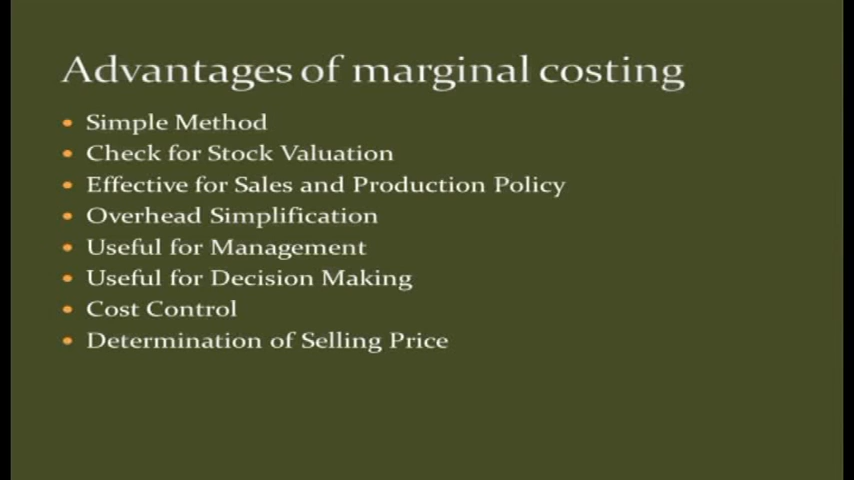 Advantages of marginal costing
Simple Method
Check for Stock Valuation
Effective for Sales and Production Policy
Overhead Simplification
Useful for Management
Useful for Decision Making
Cost Control
Determination of Selling Price